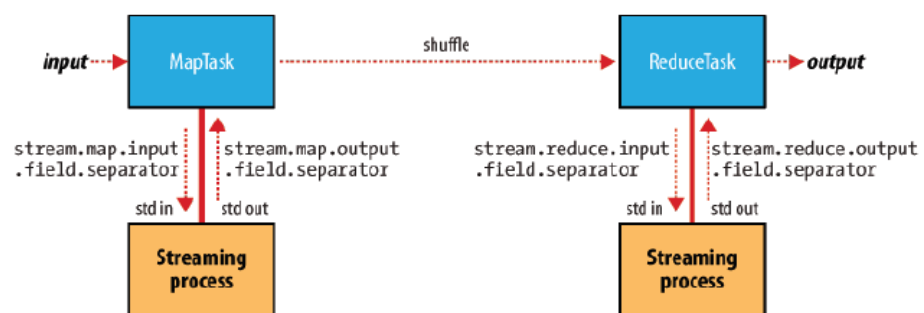 input
MapTask
shuffle
ReduceTask
output
stream.map.input
.field.separator
stream.map.output
.field.separator
stream.reduce.input
.field.separator
stream.reduce.output
.field.separator
std in
std out
std in
std out
Streaming
process
Streaming
process